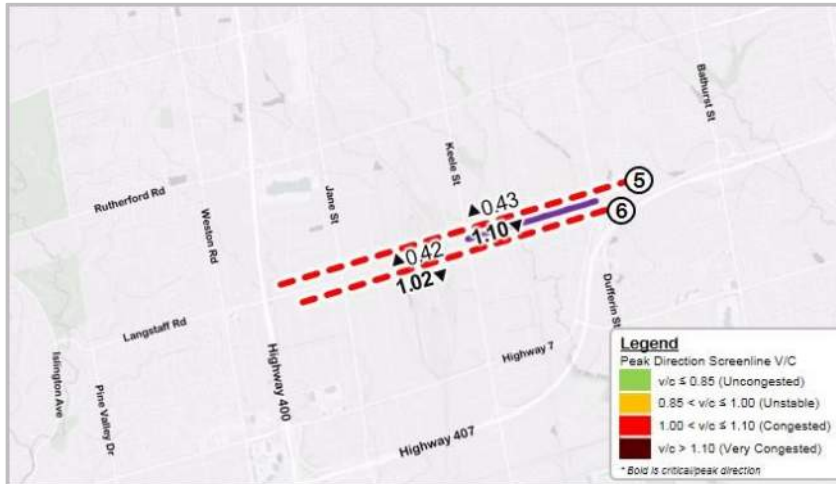 Bathurst St
Keele St
Rutherford Rd
Jane St
Weston Rd
▲0.43
1.10▼
▲0.42
1.02▼
5
6
Langstaff Rd
Highway 400
Dufferin St
Highway 7
Highway 407
Islington Ave
Pine Valley Dr
Legend
Peak Direction Screenline V/C
v/c ≤ 0.85 (Uncongested)
0.85 < v/c ≤ 1.00 (Unstable)
1.00 < v/c ≤ 1.10 (Congested)
v/c > 1.10 (Very Congested)
* Bold is critical/peak direction